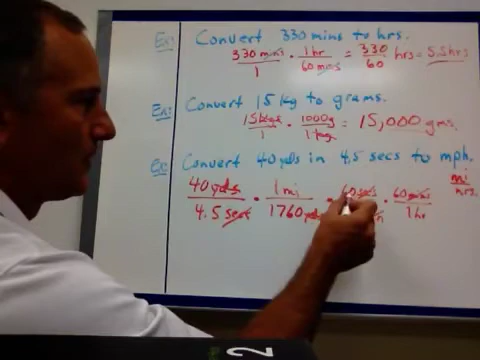 Ex: Convert 330 mins to hrs.
330 mins / 1 · 1 hr / 60 mins = 330 / 60 hrs = 5.5 hrs
Ex: Convert 15 kg to grams.
15 kgs / 1 · 1000g / 1 kg = 15,000 gms.
Ex: Convert 40 yds in 4.5 secs to mph.
mi / hrs.
40 yds / 4.5 secs · 1 mi / 1760 yds · 60 secs · 60 mins / 1 hr
2